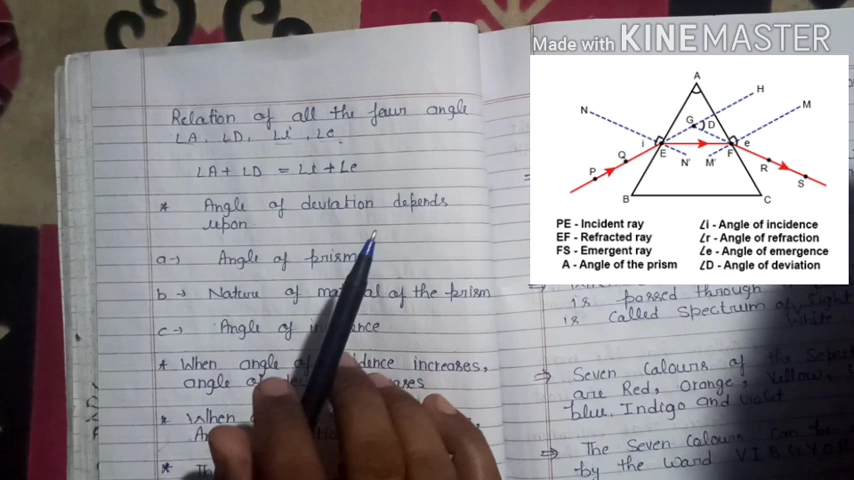 Relation of all the four angle
∠A, ∠D, ∠i, ∠e.
∠A + ∠D = ∠i + ∠e
* Angle of deviation depends
upon
a-> Angle of prism
b -> Nature of material of the prism
c -> Angle of
* When angle of increases,
angle of
* When
*
is passed through
is called Spectrum of light
White
=> Seven Colours of the
are Red, Orange, Yellow,
blue, Indigo and Violet
=> The Seven Colours Can be
by the word V.I.B.G.Y.O.R
Made with KINEMASTER
A
H
N
M
G
D
i
e
E
F
Q
N'
M'
P
R
S
B
C
PE - Incident ray
EF - Refracted ray
FS - Emergent ray
A - Angle of the prism
∠i - Angle of incidence
∠r - Angle of refraction
∠e - Angle of emergence
∠D - Angle of deviation